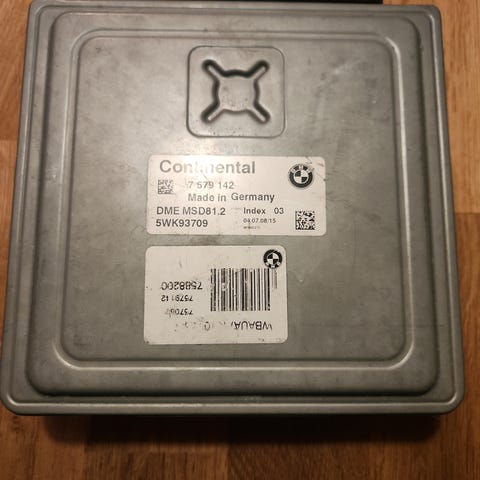 Continental
7 579 142
Made in Germany
DME MSD81.2
Index 03
5WK93709
04.07.08/15
7588200
7579142
WBAUA